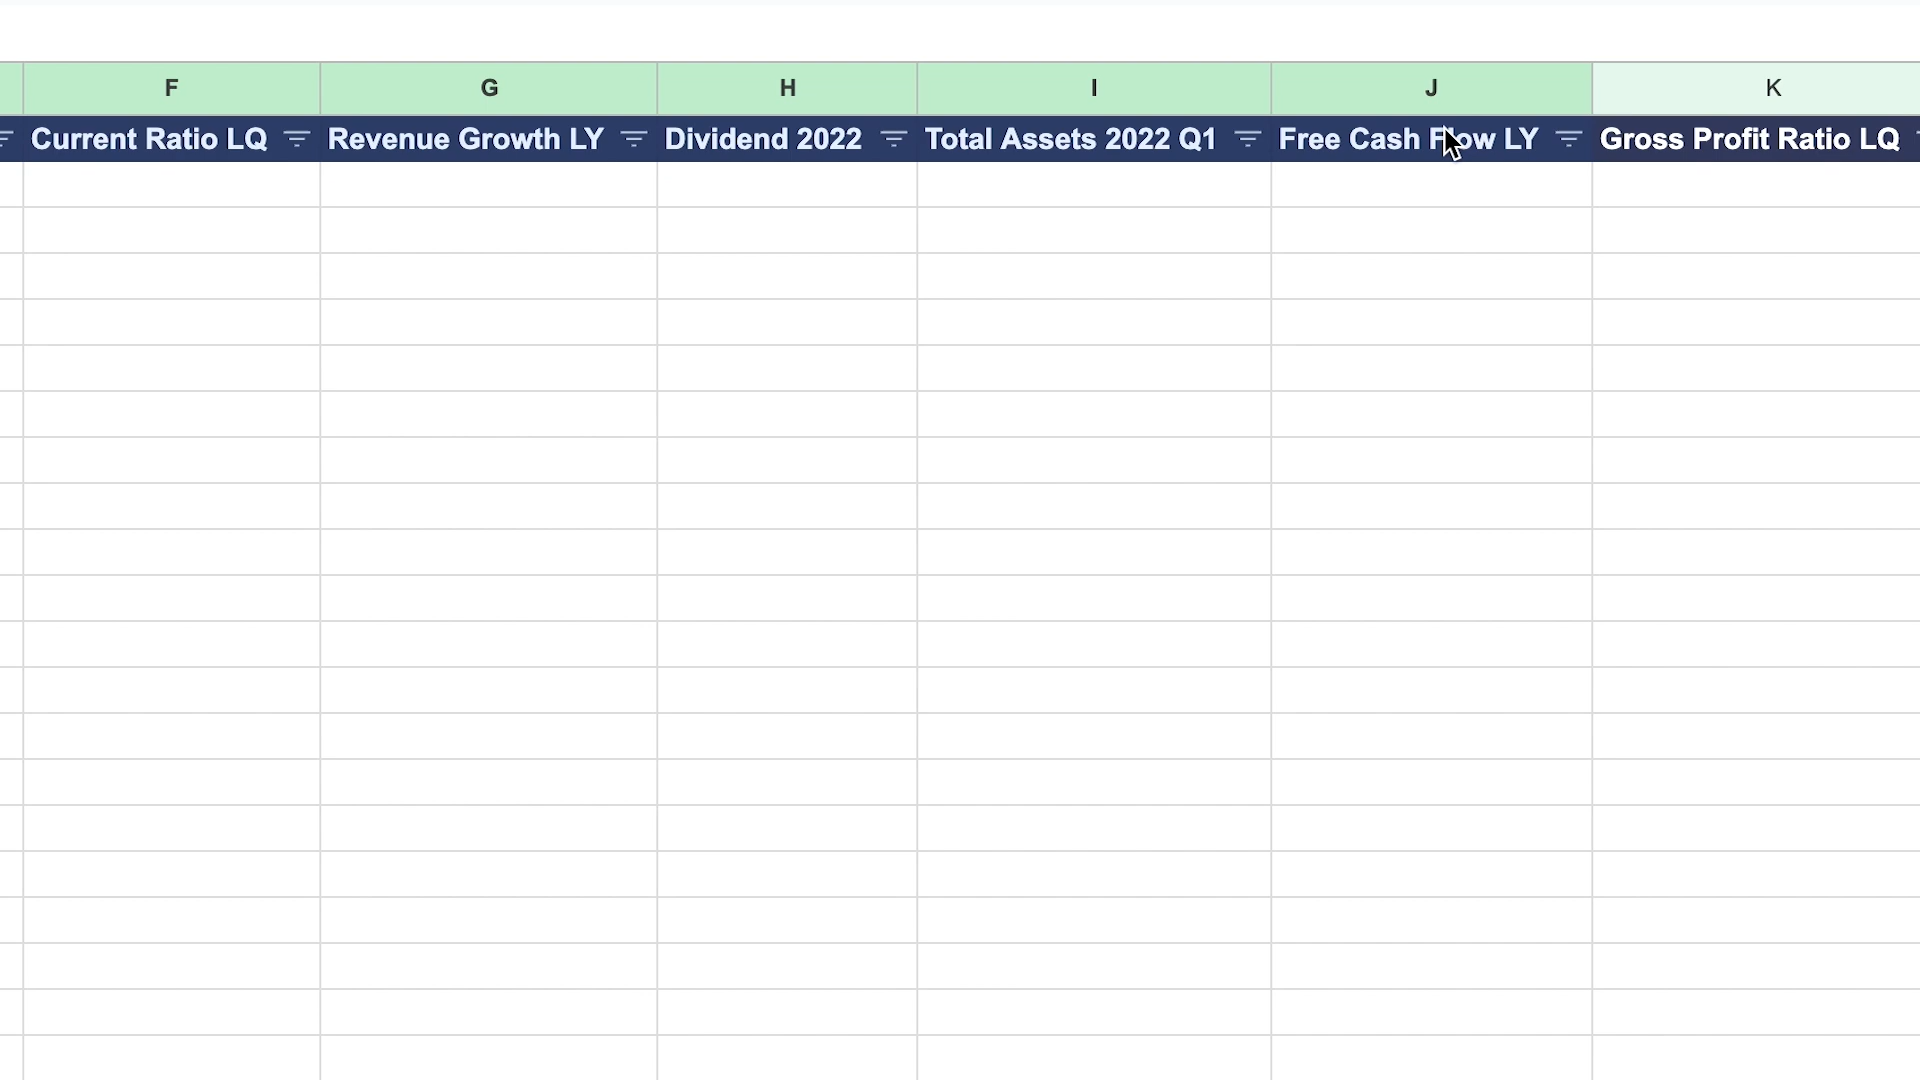 F G H I J K
Current Ratio LQ Revenue Growth LY Dividend 2022 Total Assets 2022 Q1 Free Cash Flow LY Gross Profit Ratio LQ